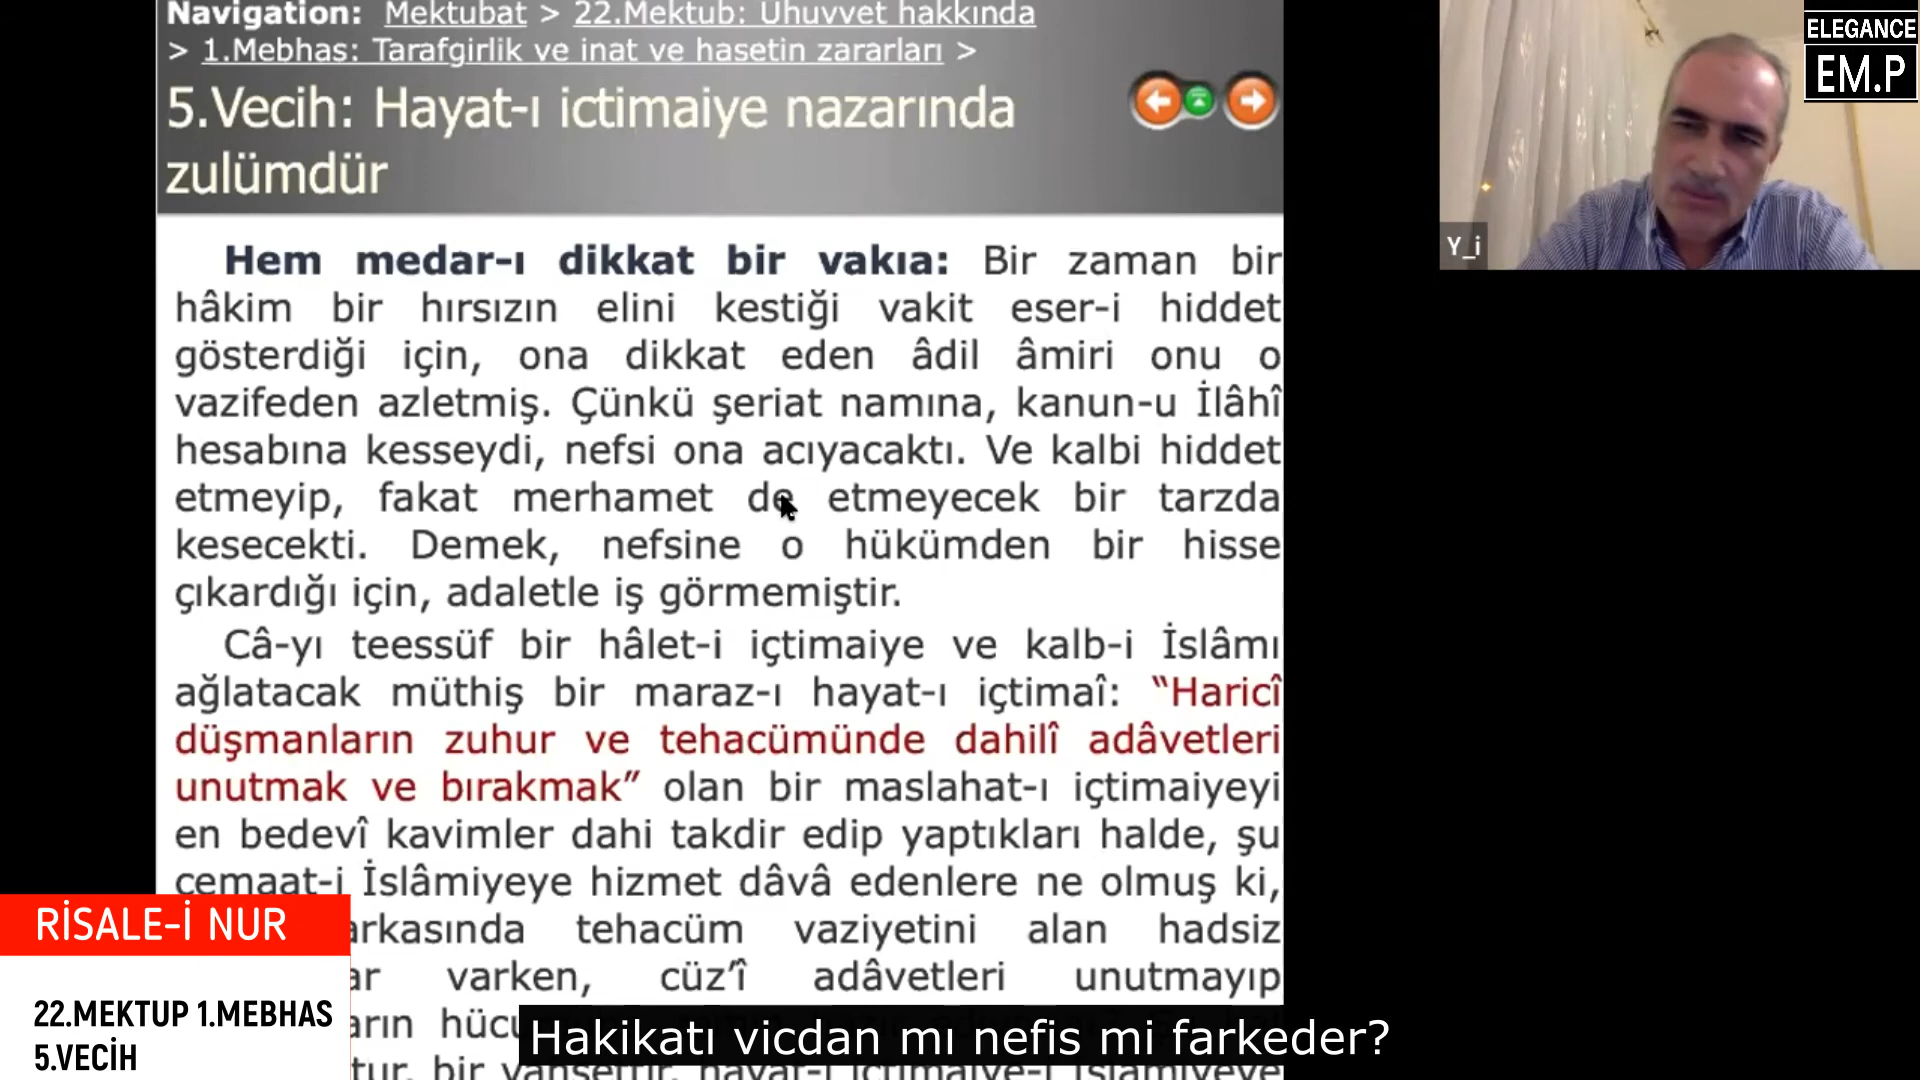 Navigation: Mektubat > 22.Mektub: Uhuvvet hakkında
> 1.Mebhas: Tarafgirlik ve inat ve hasetin zararları >
5.Vecih: Hayat-ı ictimaiye nazarında
zulümdür
Hem medar-ı dikkat bir vakıa: Bir zaman bir
hâkim bir hırsızın elini kestiği vakit eser-i hiddet
gösterdiği için, ona dikkat eden âdil âmiri onu o
vazifeden azletmiş. Çünkü şeriat namına, kanun-u İlâhî
hesabına kesseydi, nefsi ona acıyacaktı. Ve kalbi hiddet
etmeyip, fakat merhamet de etmeyecek bir tarzda
kesecekti. Demek, nefsine o hükümden bir hisse
çıkardığı için, adaletle iş görmemiştir.
Câ-yı teessüf bir hâlet-i içtimaiye ve kalb-i İslâmı
ağlatacak müthiş bir maraz-ı hayat-ı içtimaî: “Haricî
düşmanların zuhur ve tehacümünde dahilî adâvetleri
unutmak ve bırakmak” olan bir maslahat-ı içtimaiyeyi
en bedevî kavimler dahi takdir edip yaptıkları halde, şu
cemaat-i İslâmiyeye hizmet dâvâ edenlere ne olmuş ki,
arkasında tehacüm vaziyetini alan hadsiz
varken, cüz’î adâvetleri unutmayıp
Hakikatı vicdan mı nefis mi farkeder?
RİSALE-İ NUR
22.MEKTUP 1.MEBHAS
5.VECİH
Y_i
ELEGANCE
EM.P